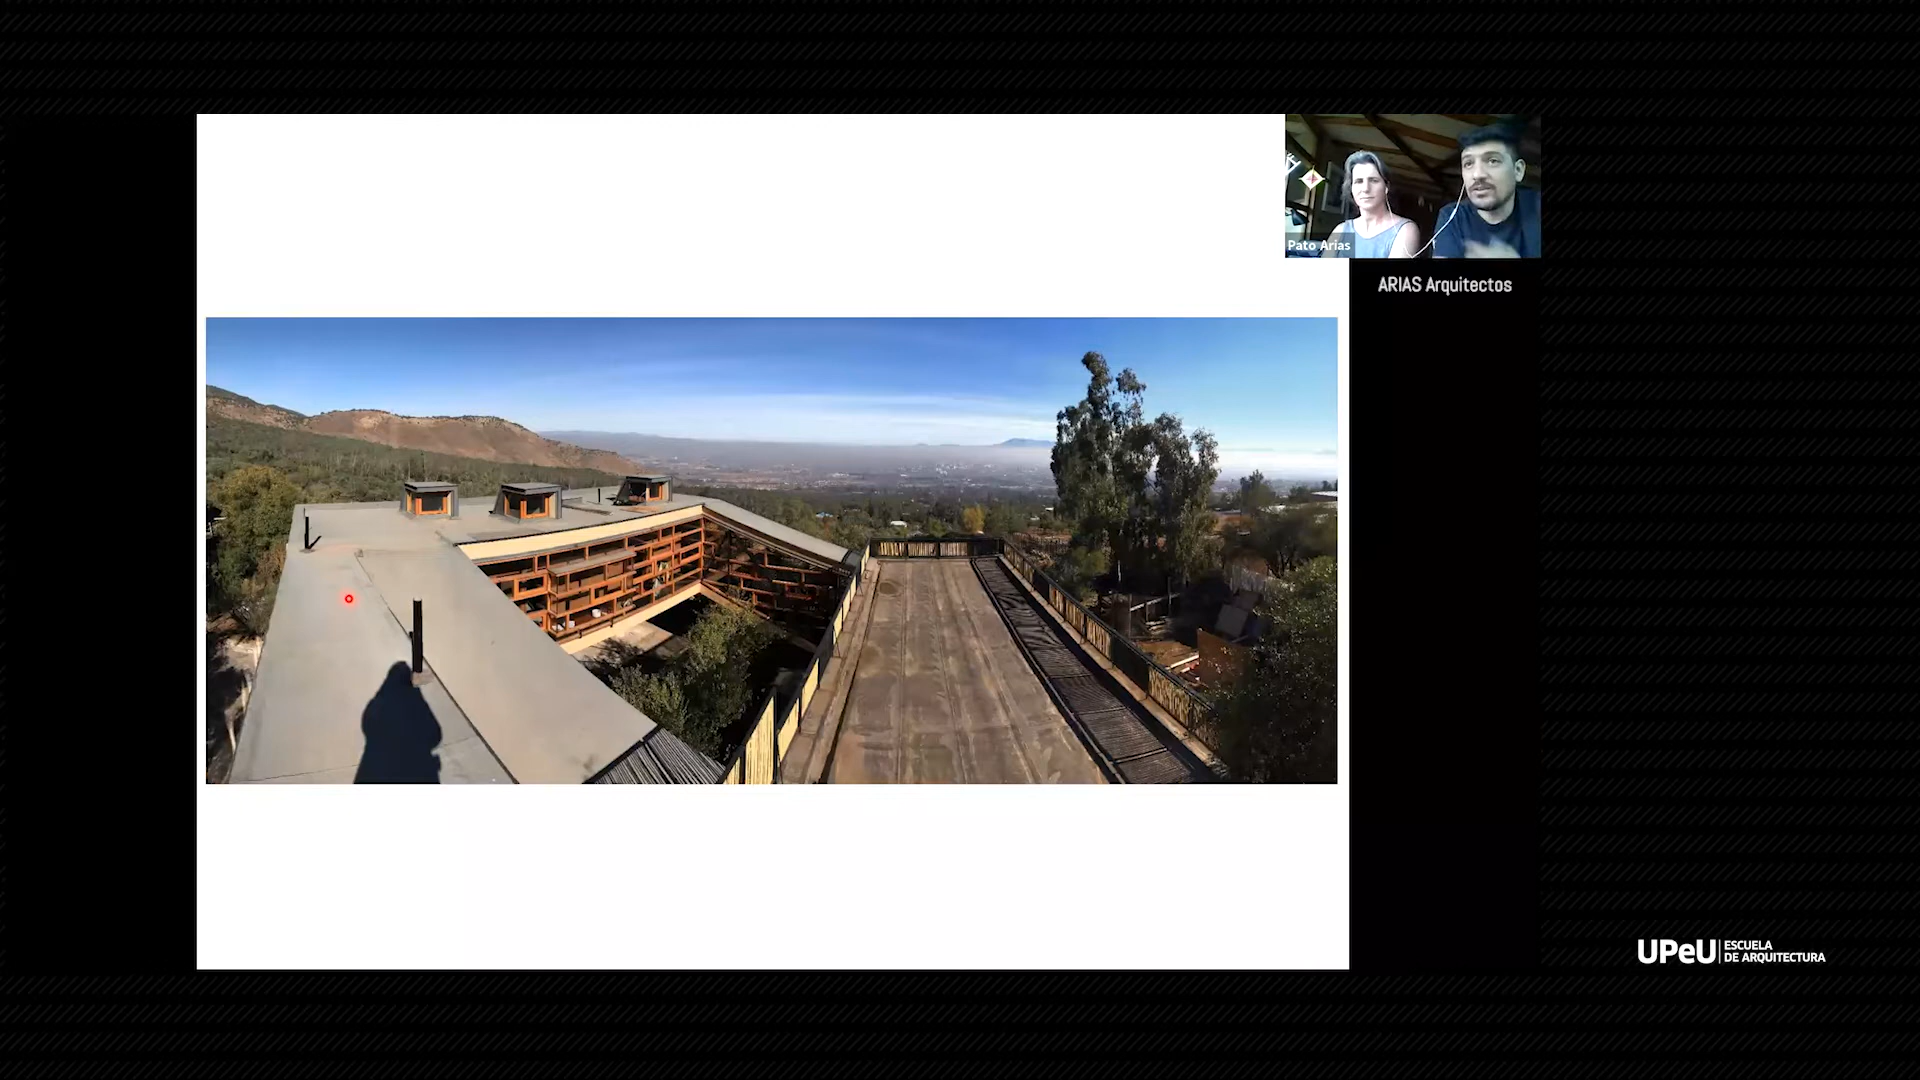 Pato Arias
ARIAS Arquitectos
UPeU
ESCUELA
DE ARQUITECTURA